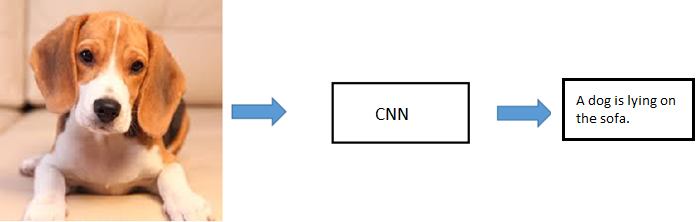 CNN
A dog is lying on
the sofa.